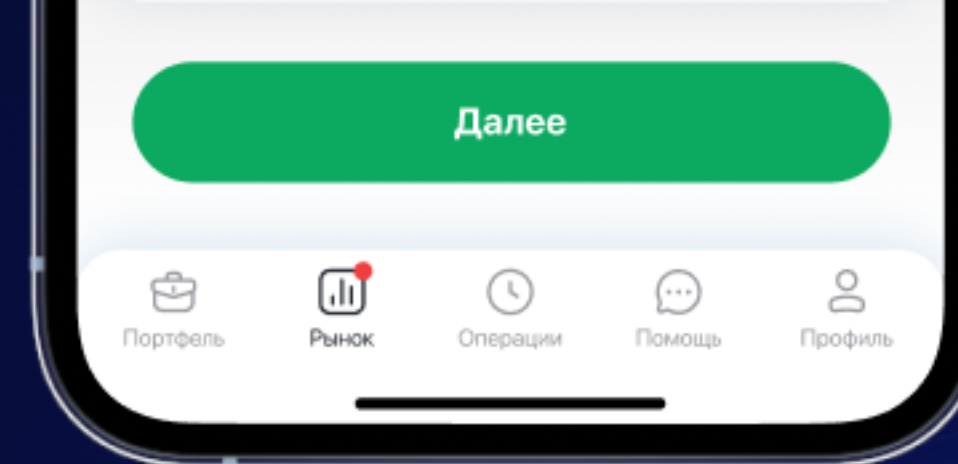 Далее
Портфель
Рынок
Операции
Помощь
Профиль